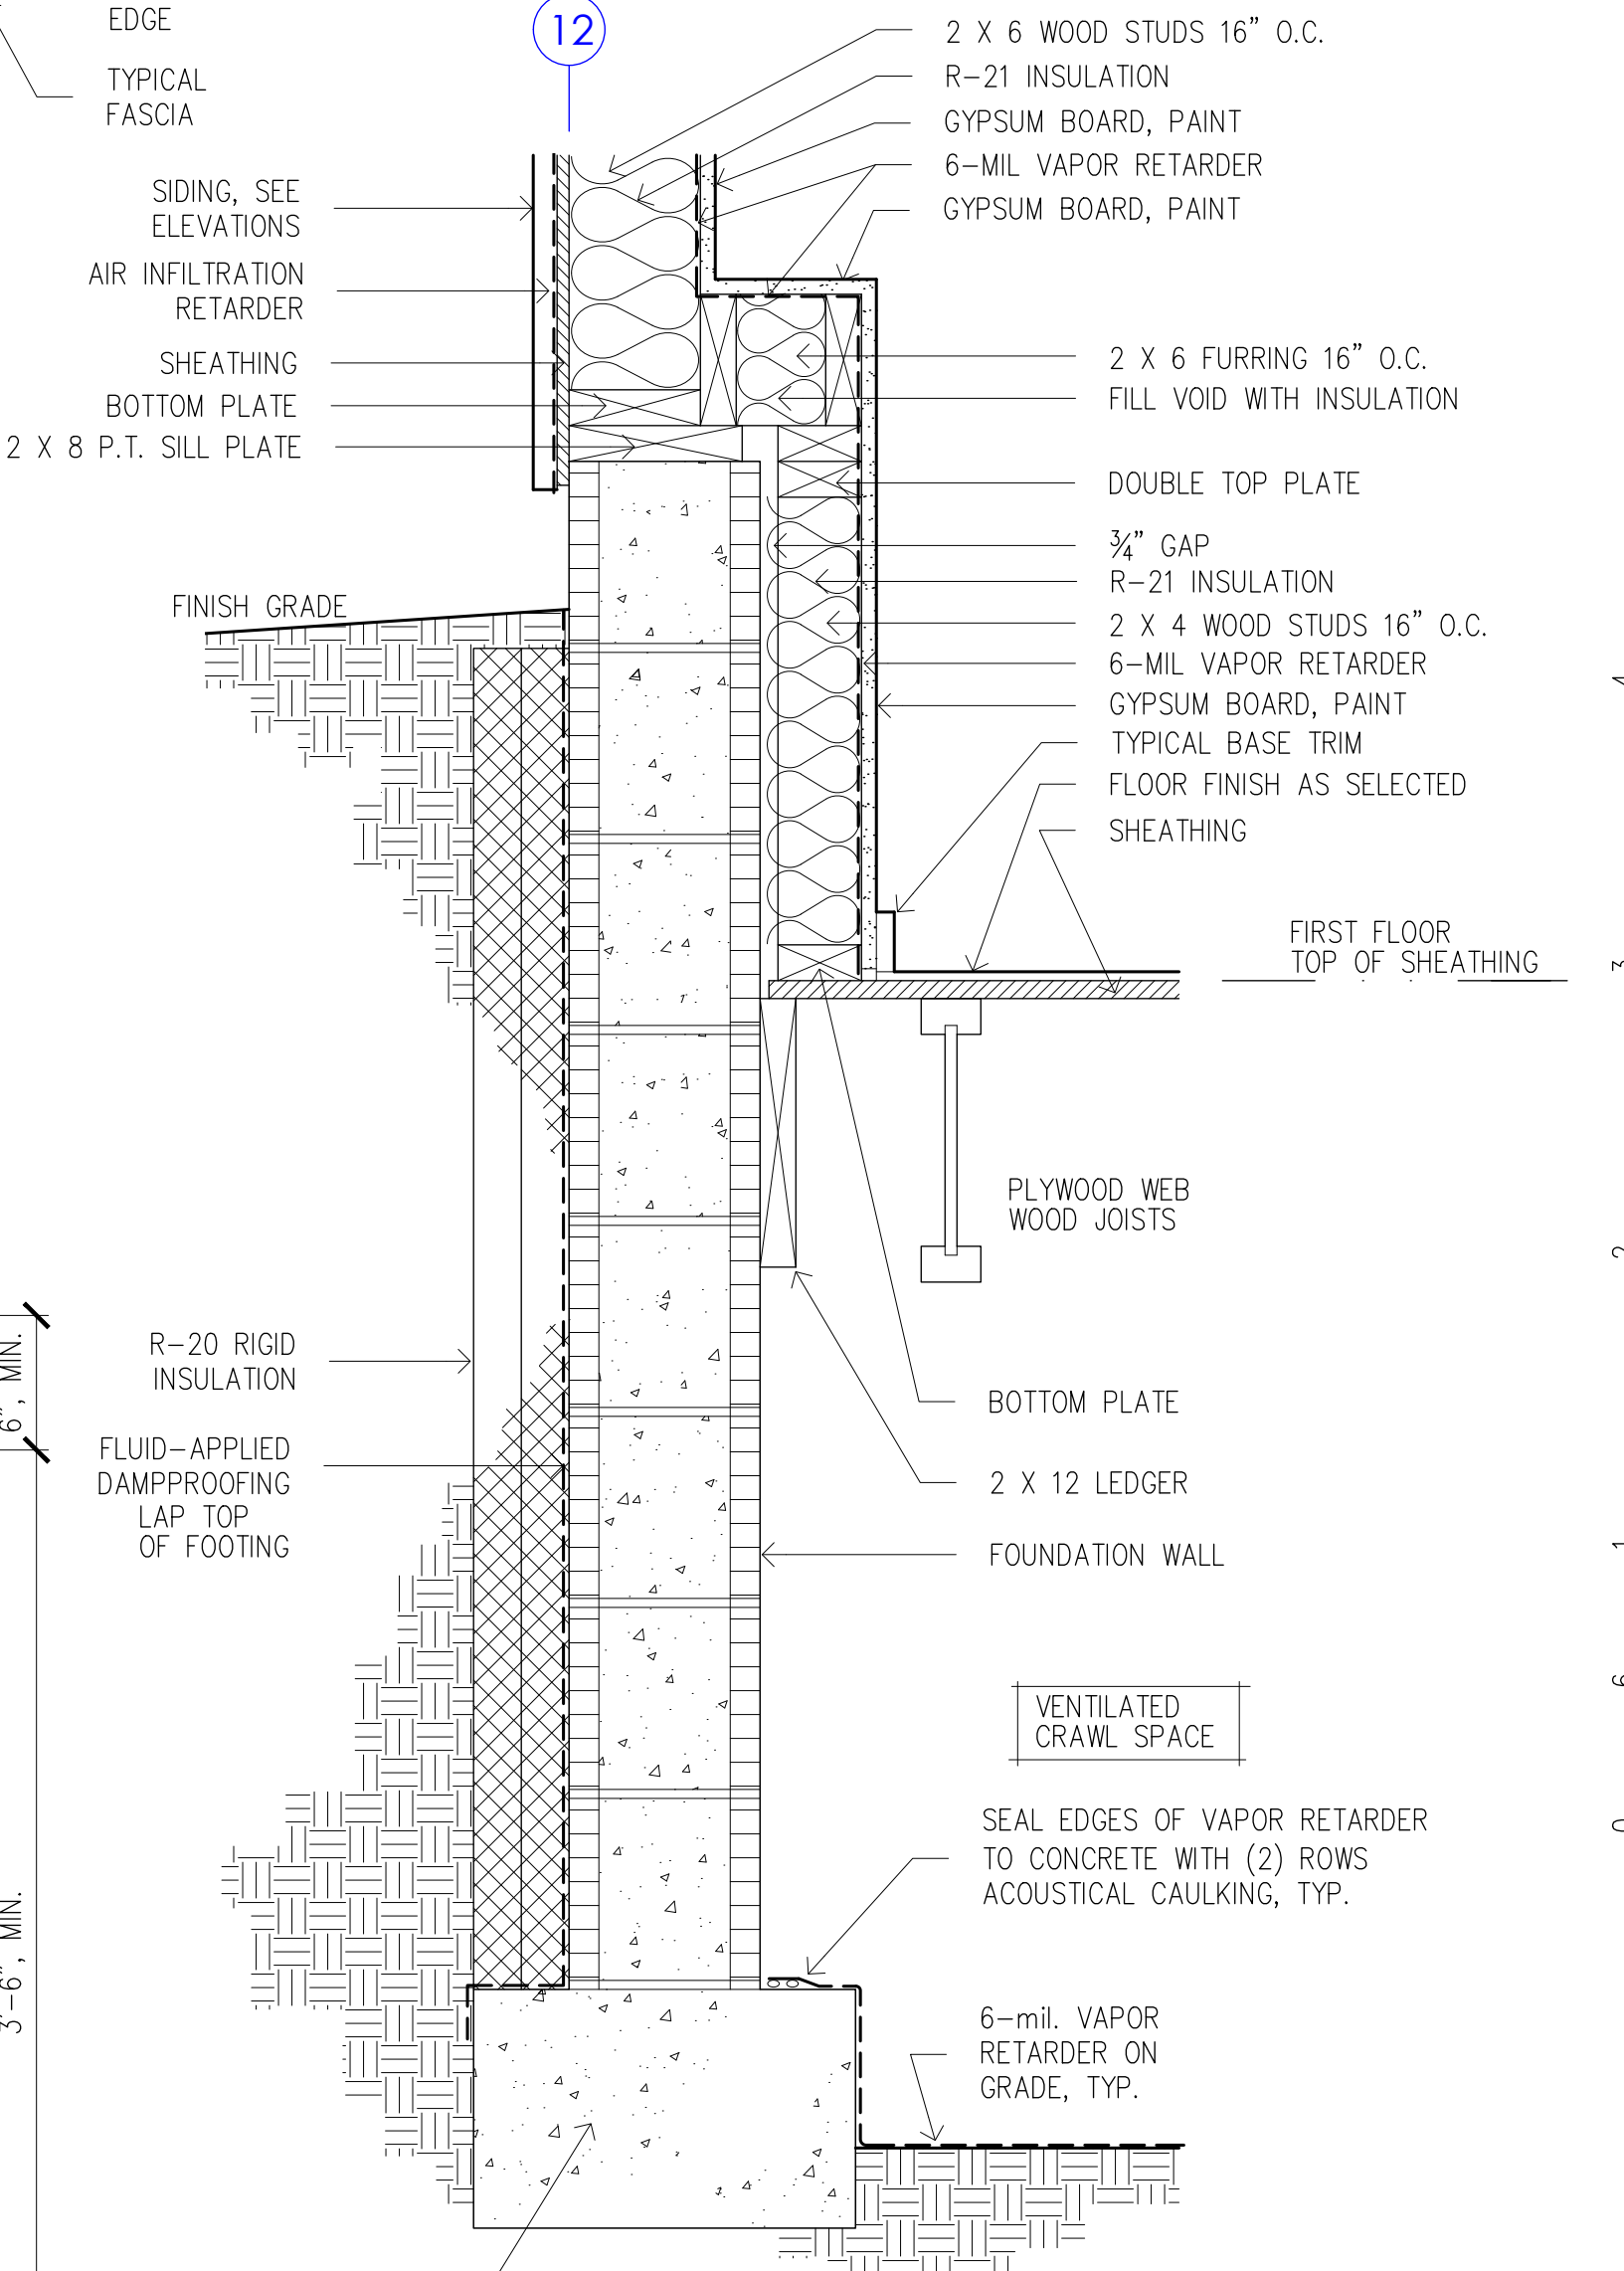 EDGE
TYPICAL
FASCIA
12
2 X 6 WOOD STUDS 16” O.C.
R-21 INSULATION
GYPSUM BOARD, PAINT
6-MIL VAPOR RETARDER
GYPSUM BOARD, PAINT
SIDING, SEE
ELEVATIONS
AIR INFILTRATION
RETARDER
SHEATHING
BOTTOM PLATE
2 X 8 P.T. SILL PLATE
2 X 6 FURRING 16” O.C.
FILL VOID WITH INSULATION
DOUBLE TOP PLATE
¾” GAP
R-21 INSULATION
2 X 4 WOOD STUDS 16” O.C.
6-MIL VAPOR RETARDER
GYPSUM BOARD, PAINT
TYPICAL BASE TRIM
FLOOR FINISH AS SELECTED
SHEATHING
FINISH GRADE
FIRST FLOOR
TOP OF SHEATHING
PLYWOOD WEB
WOOD JOISTS
R-20 RIGID
INSULATION
FLUID-APPLIED
DAMPPROOFING
LAP TOP
OF FOOTING
BOTTOM PLATE
2 X 12 LEDGER
FOUNDATION WALL
VENTILATED
CRAWL SPACE
SEAL EDGES OF VAPOR RETARDER
TO CONCRETE WITH (2) ROWS
ACOUSTICAL CAULKING, TYP.
6-mil. VAPOR
RETARDER ON
GRADE, TYP.
6”, MIN.
3’-6”, MIN.
4
3
2
1
6
0